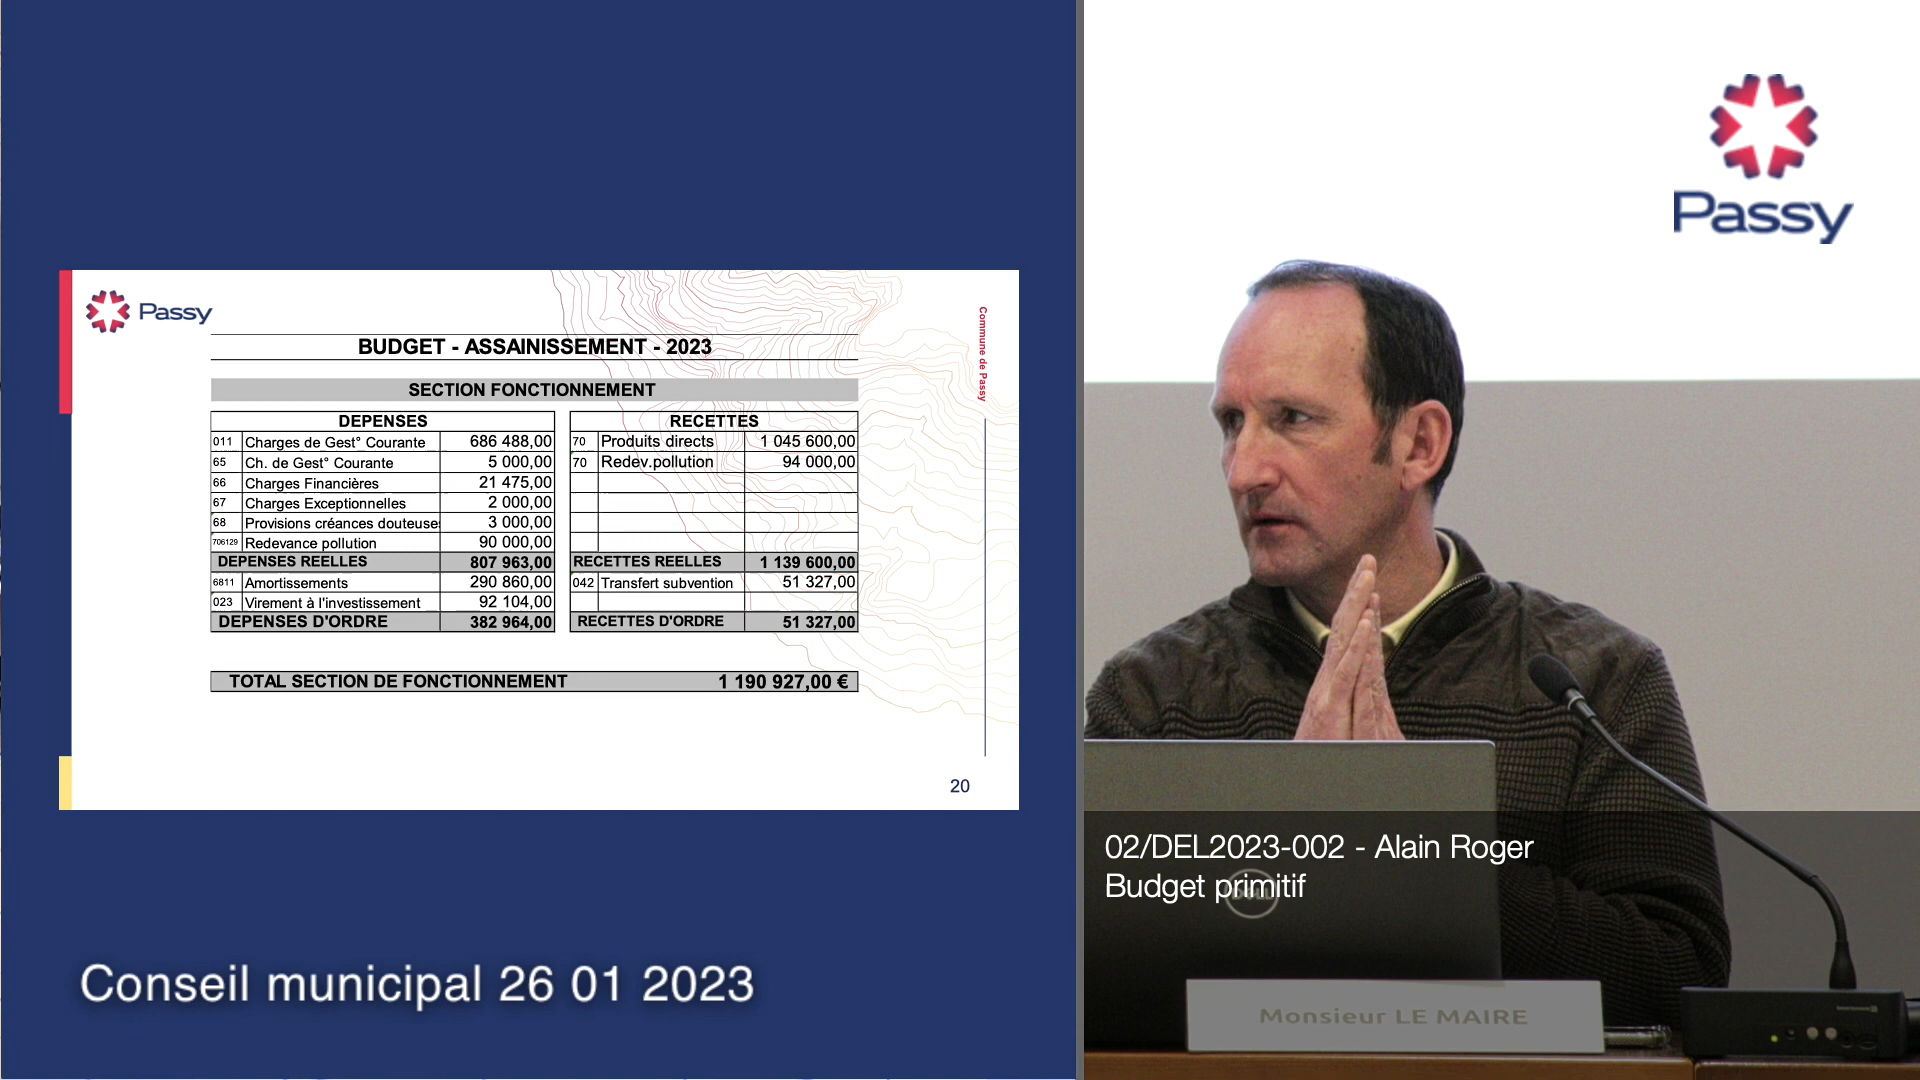 Passy
BUDGET - ASSAINISSEMENT - 2023
SECTION FONCTIONNEMENT
DEPENSES
011 Charges de Gest° Courante 686 488,00
65 Ch. de Gest° Courante 5 000,00
66 Charges Financières 21 475,00
67 Charges Exceptionnelles 2 000,00
68 Provisions créances douteuse 3 000,00
706129 Redevance pollution 90 000,00
DEPENSES REELLES 807 963,00
6811 Amortissements 290 860,00
023 Virement à l'investissement 92 104,00
DEPENSES D'ORDRE 382 964,00
RECETTES
70 Produits directs 1 045 600,00
70 Redev.pollution 94 000,00
RECETTES REELLES 1 139 600,00
042 Transfert subvention 51 327,00
RECETTES D'ORDRE 51 327,00
TOTAL SECTION DE FONCTIONNEMENT 1 190 927,00 €
Commune de Passy
20
Conseil municipal 26 01 2023
Passy
02/DEL2023-002 - Alain Roger
Budget primitif
DELL
Monsieur LE MAIRE